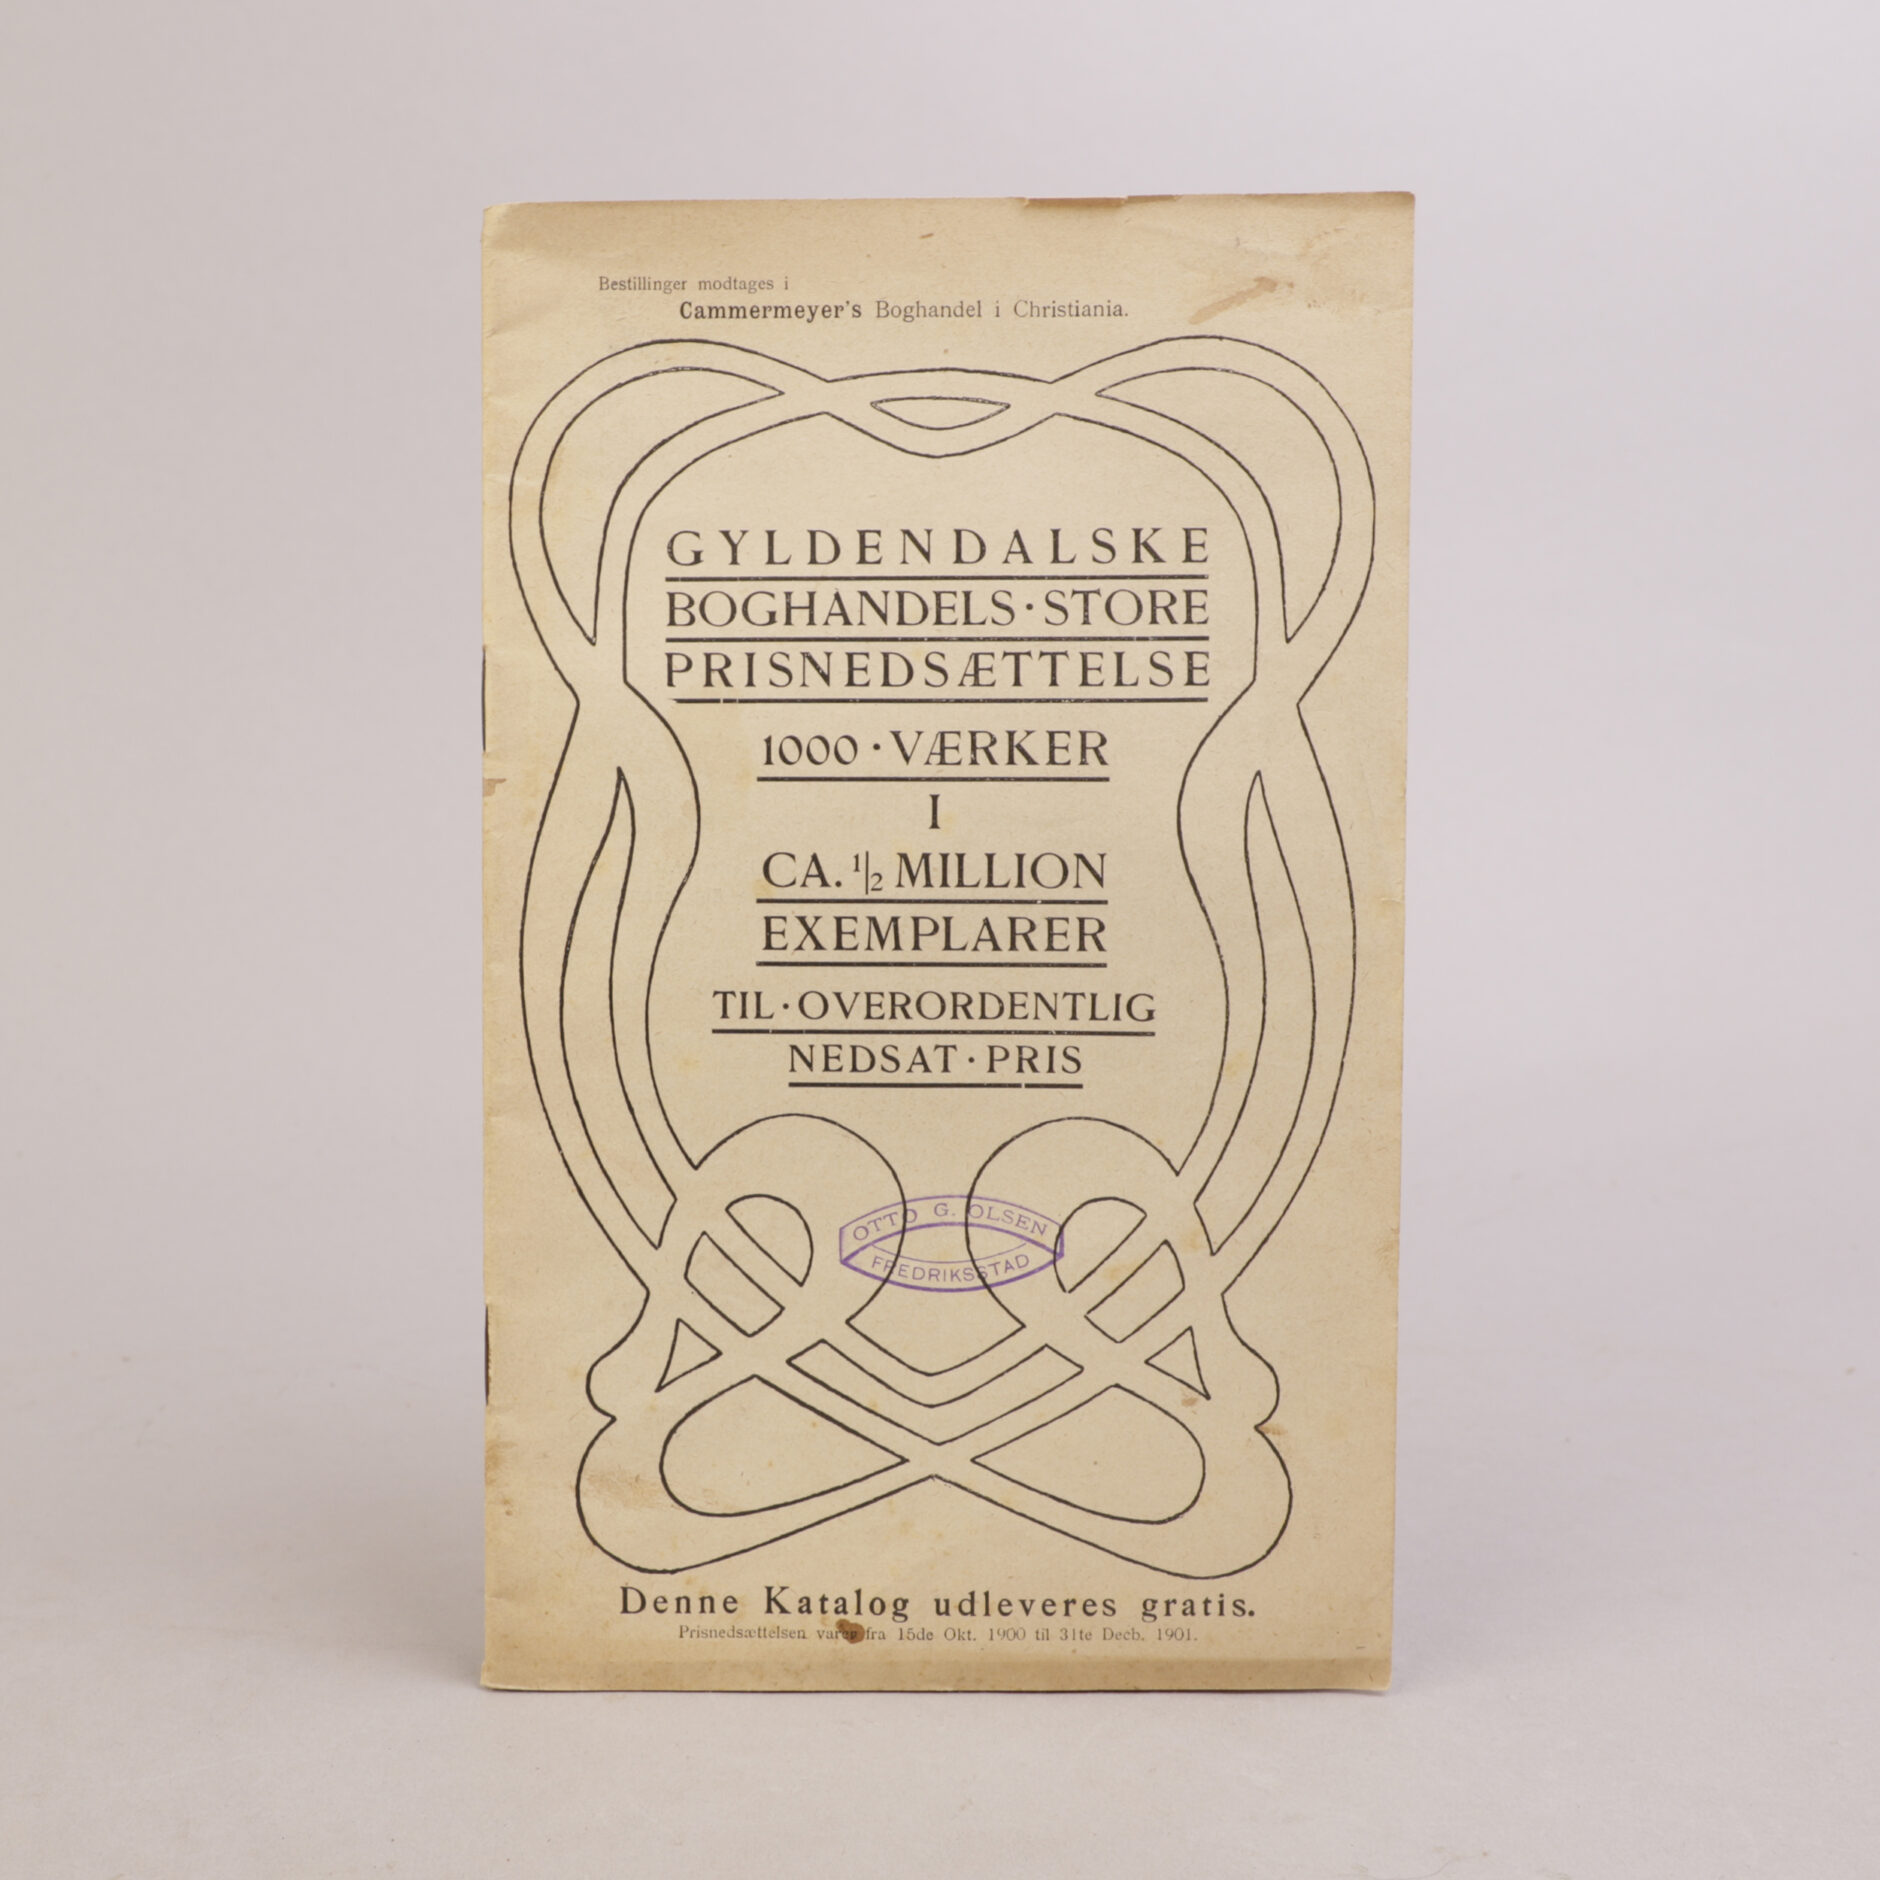 Bestillinger modtages i
Cammermeyer's Boghandel i Christiania.
GYLDENDALSKE
BOGHANDELS · STORE
PRISNEDSÆTTELSE
1000 · VÆRKER
I
CA. 1/2 MILLION
EXEMPLARER
TIL · OVERORDENTLIG
NEDSAT · PRIS
OTTO G. OLSEN
FREDRIKSSTAD
Denne Katalog udleveres gratis.
Prisnedsættelsen varer fra 15de Okt. 1900 til 31te Decb. 1901.